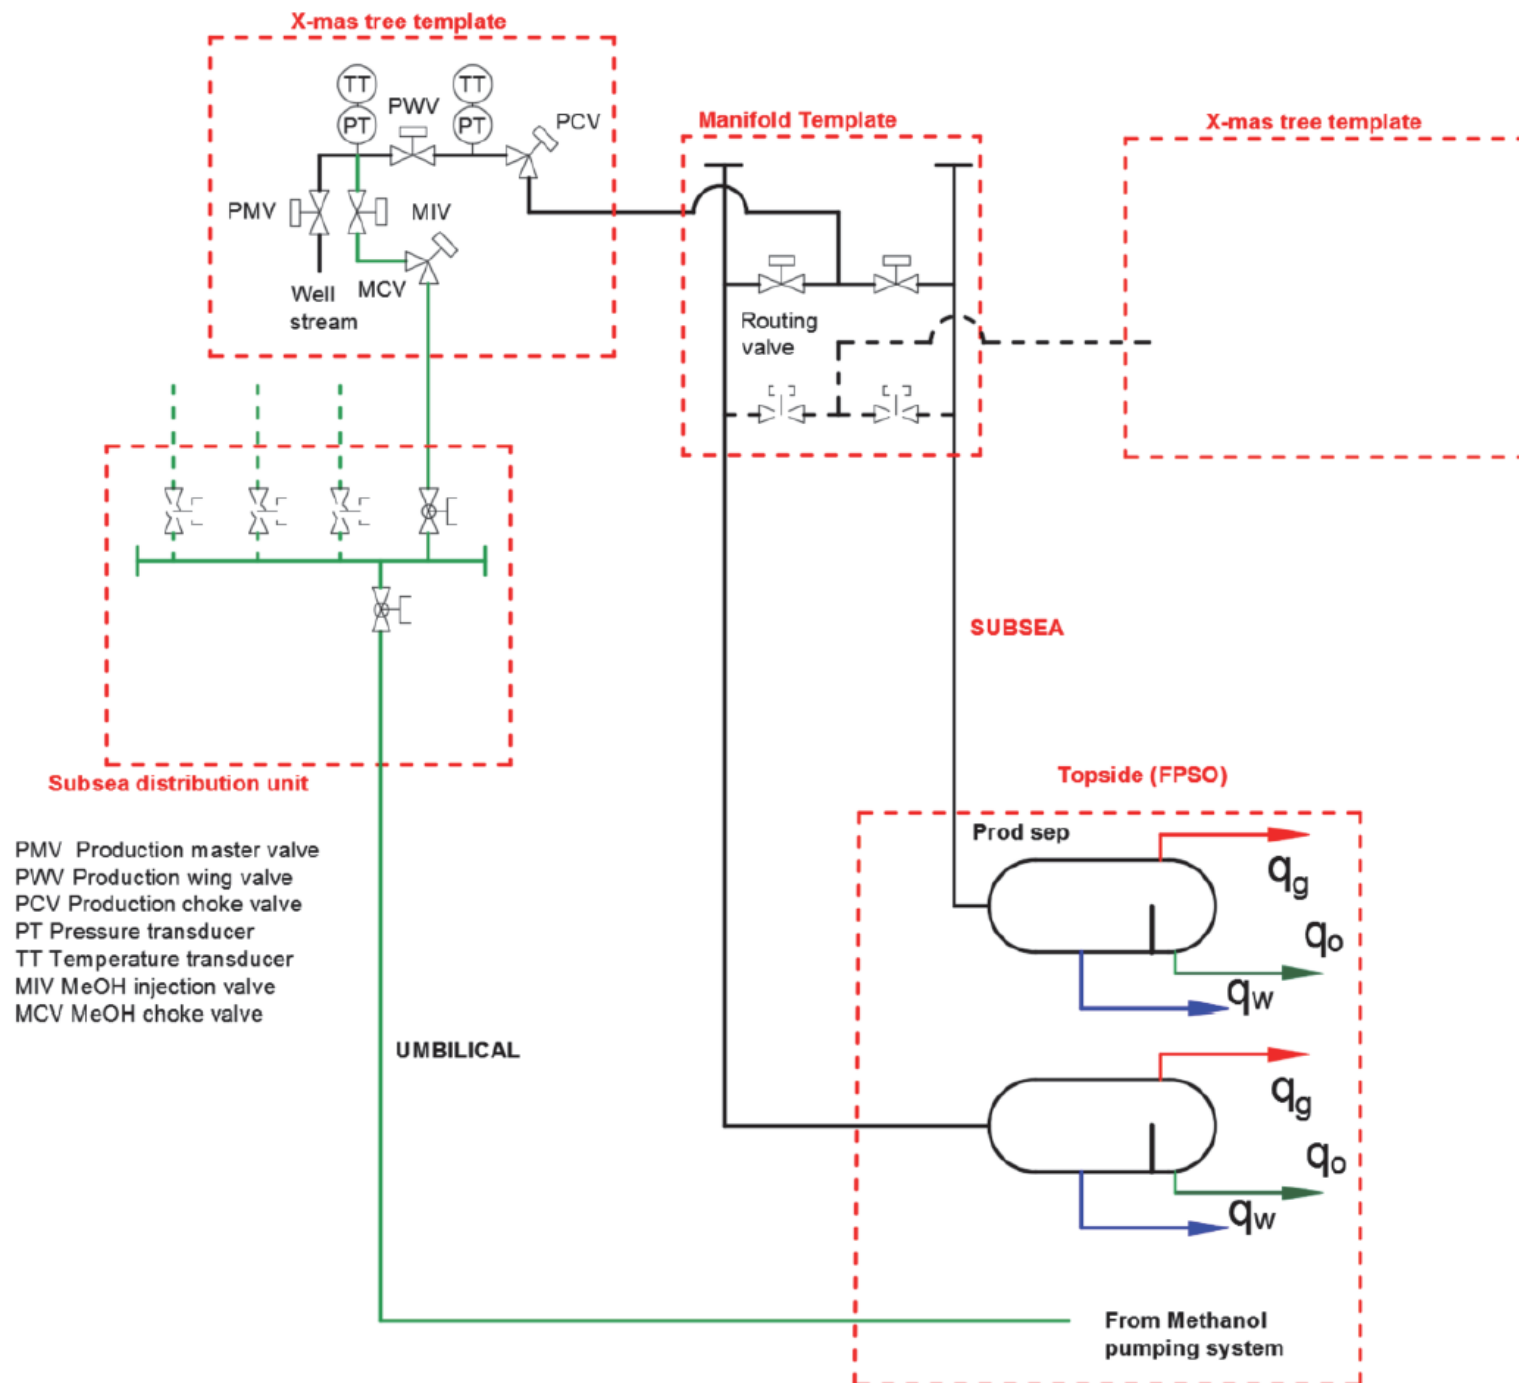 X-mas tree template
TT
TT
PWV
PT
PT
PCV
Manifold Template
X-mas tree template
PMV
MIV
MCV
Well
stream
Routing
valve
SUBSEA
Subsea distribution unit
Topside (FPSO)
Prod sep
qg
qo
qw
PMV Production master valve
PWV Production wing valve
PCV Production choke valve
PT Pressure transducer
TT Temperature transducer
MIV MeOH injection valve
MCV MeOH choke valve
UMBILICAL
qg
qo
qw
From Methanol
pumping system